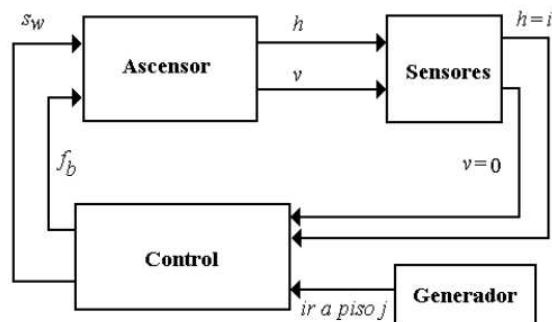 s_w
h
h=i
Ascensor
Sensores
v
f_b
v=0
Control
ir a piso j
Generador